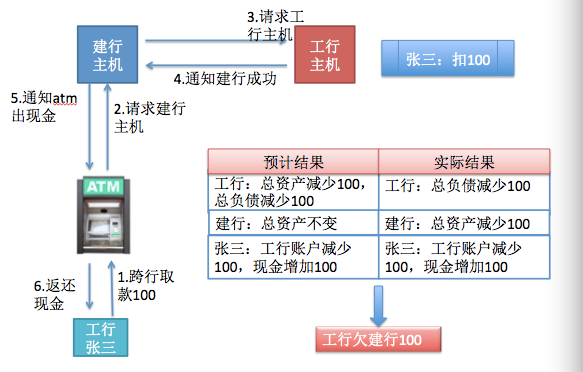 3.请求工
行主机
建行
主机
工行
主机
张三：扣100
4.通知建行成功
5.通知atm
出现金
2.请求建行
主机
ATM
预计结果
实际结果
工行：总资产减少100，
总负债减少100
工行：总负债减少100
建行：总资产不变
建行：总资产减少100
张三：工行账户减少
100，现金增加100
张三：工行账户减少
100，现金增加100
6.返还
现金
1.跨行取
款100
工行
张三
工行欠建行100